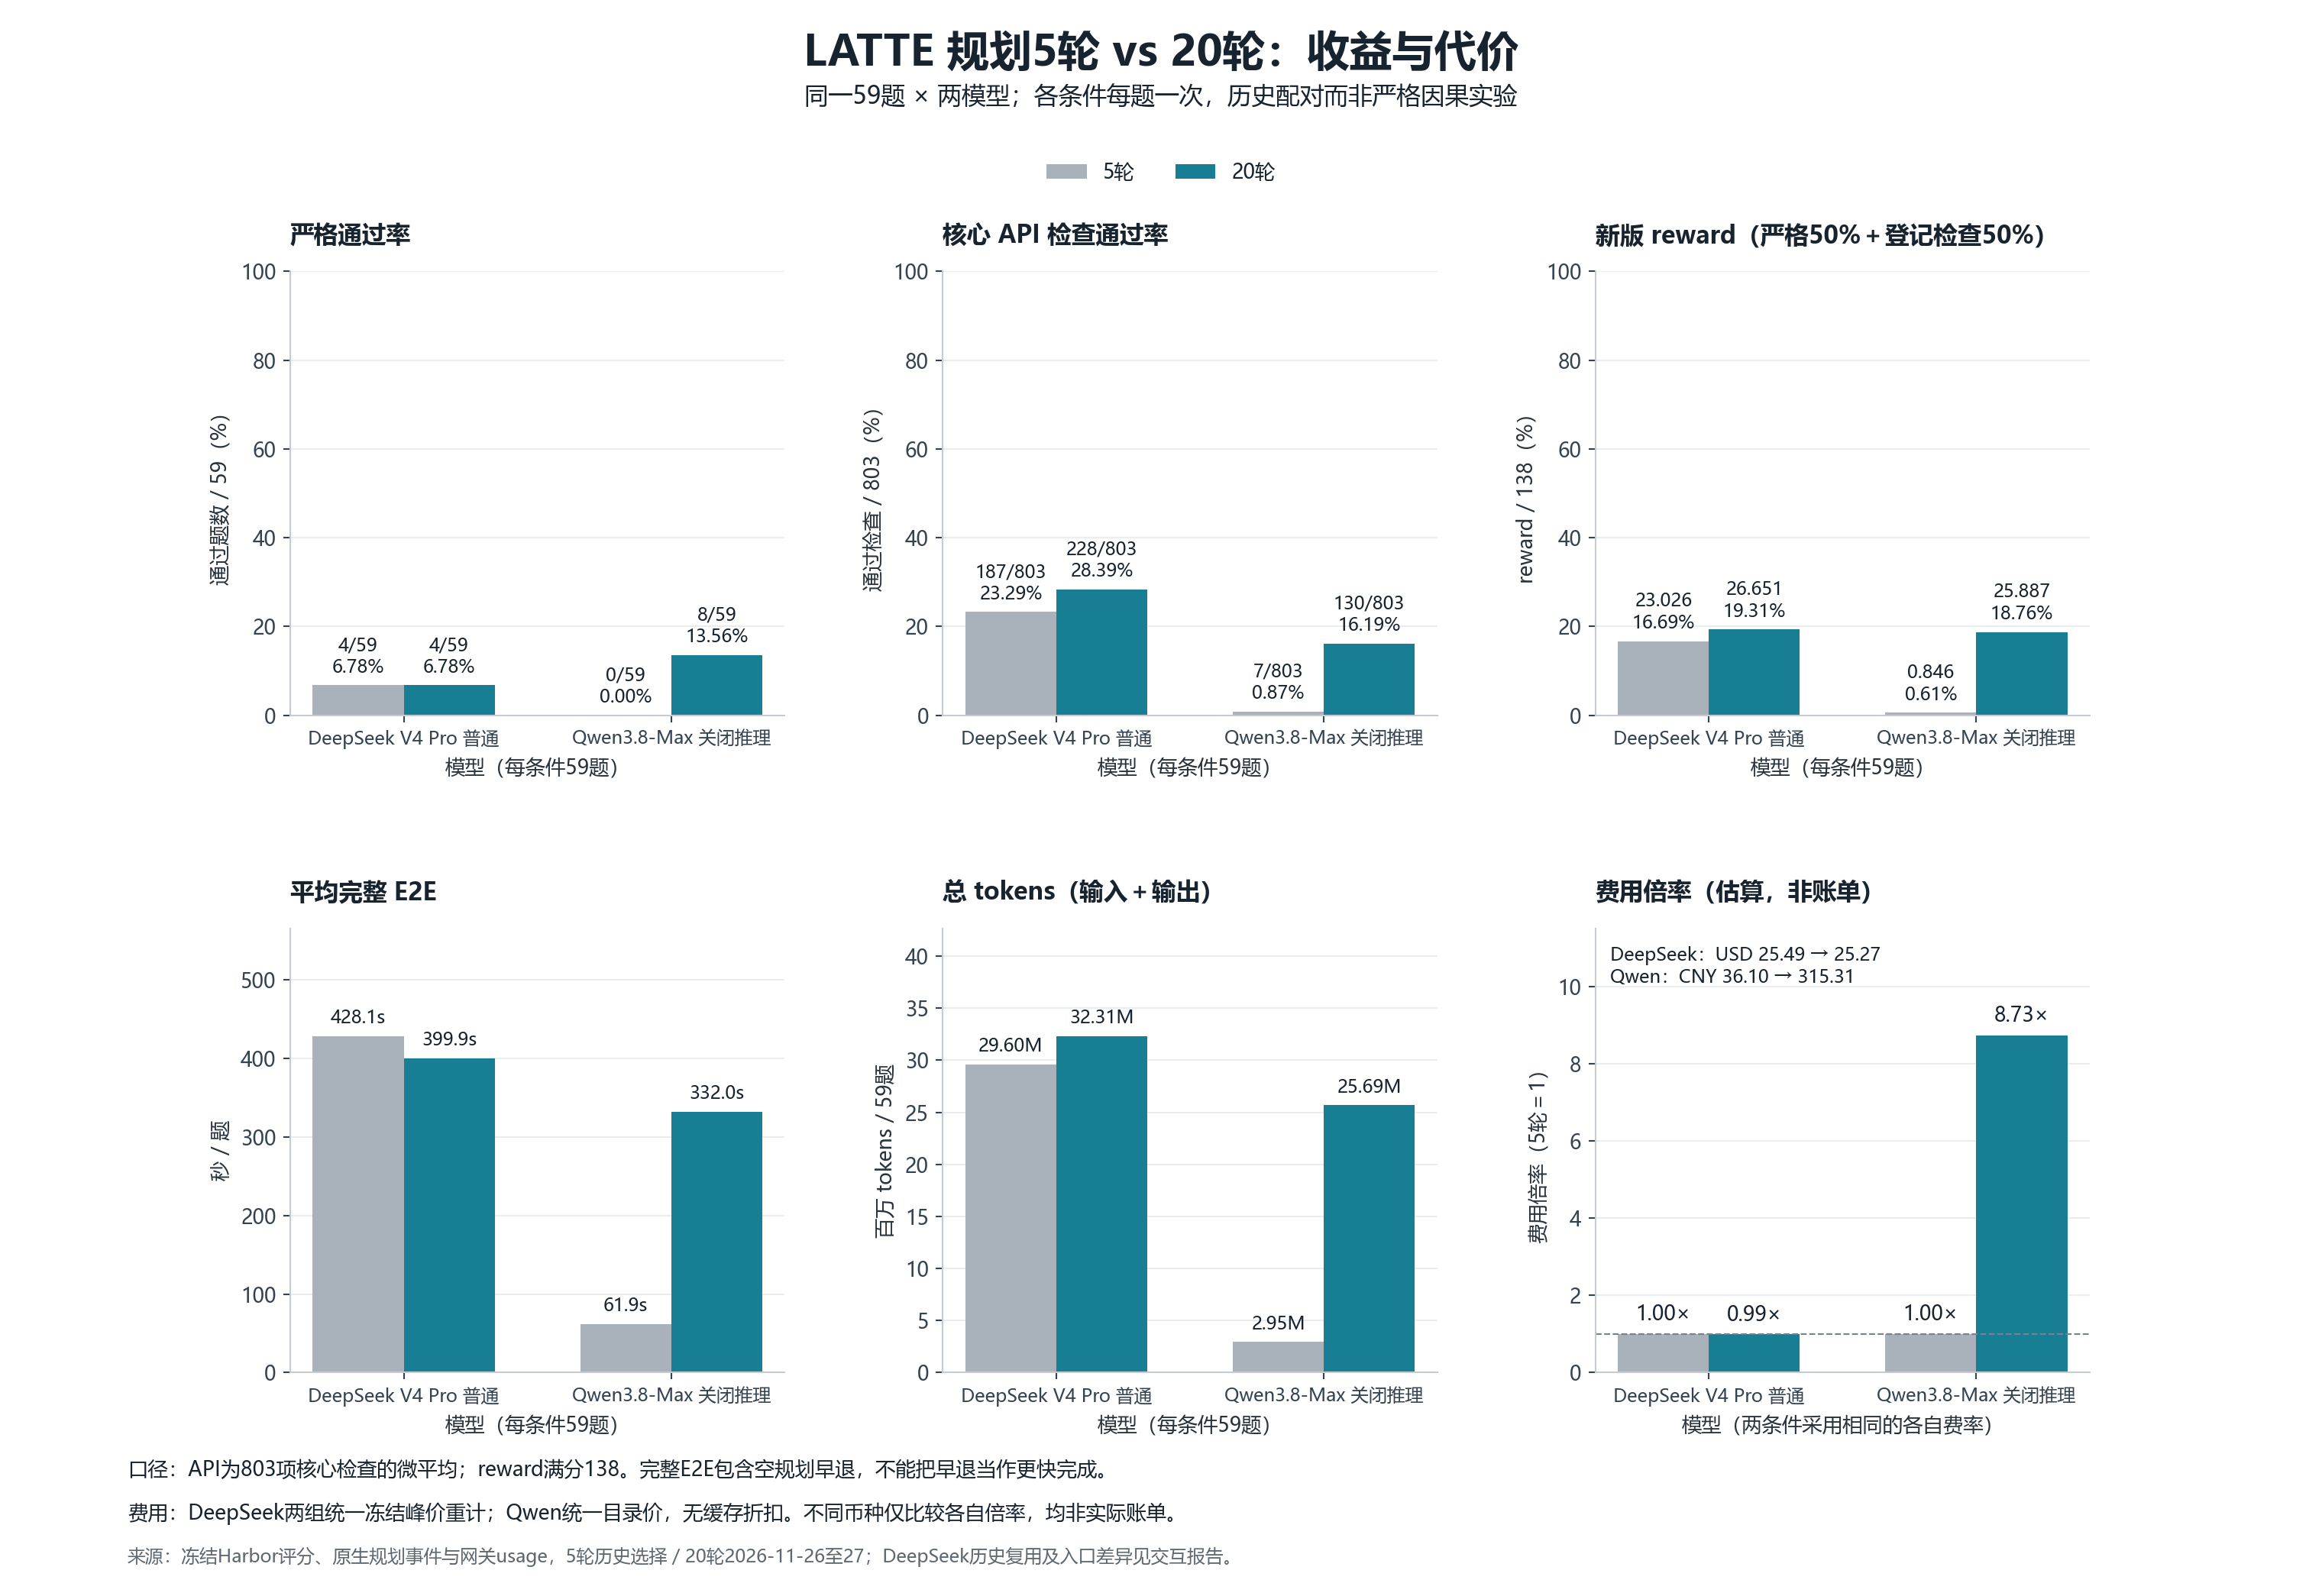 LATTE 规划5轮 vs 20轮：收益与代价
同一59题 × 两模型；各条件每题一次，历史配对而非严格因果实验
5轮
20轮
严格通过率
通过题数 / 59（%）
100
80
60
40
20
0
4/59
6.78%
4/59
6.78%
0/59
0.00%
8/59
13.56%
DeepSeek V4 Pro 普通
Qwen3.8-Max 关闭推理
模型（每条件59题）
核心 API 检查通过率
通过检查 / 803（%）
100
80
60
40
20
0
187/803
23.29%
228/803
28.39%
7/803
0.87%
130/803
16.19%
DeepSeek V4 Pro 普通
Qwen3.8-Max 关闭推理
模型（每条件59题）
新版 reward（严格50%＋登记检查50%）
reward / 138（%）
100
80
60
40
20
0
23.026
16.69%
26.651
19.31%
0.846
0.61%
25.887
18.76%
DeepSeek V4 Pro 普通
Qwen3.8-Max 关闭推理
模型（每条件59题）
平均完整 E2E
秒 / 题
500
400
300
200
100
0
428.1s
399.9s
61.9s
332.0s
DeepSeek V4 Pro 普通
Qwen3.8-Max 关闭推理
模型（每条件59题）
总 tokens（输入＋输出）
百万 tokens / 59题
40
35
30
25
20
15
10
5
0
29.60M
32.31M
2.95M
25.69M
DeepSeek V4 Pro 普通
Qwen3.8-Max 关闭推理
模型（每条件59题）
费用倍率（估算，非账单）
费用倍率（5轮＝1）
DeepSeek：USD 25.49 → 25.27
Qwen：CNY 36.10 → 315.31
10
8
6
4
2
0
1.00×
0.99×
1.00×
8.73×
DeepSeek V4 Pro 普通
Qwen3.8-Max 关闭推理
模型（两条件采用相同的各自费率）
口径：API为803项核心检查的微平均；reward满分138。完整E2E包含空规划早退，不能把早退当作更快完成。
费用：DeepSeek两组统一冻结峰价重计；Qwen统一目录价，无缓存折扣。不同币种仅比较各自倍率，均非实际账单。
来源：冻结Harbor评分、原生规划事件与网关usage，5轮历史选择 / 20轮2026-11-26至27；DeepSeek历史复用及入口差异见交互报告。